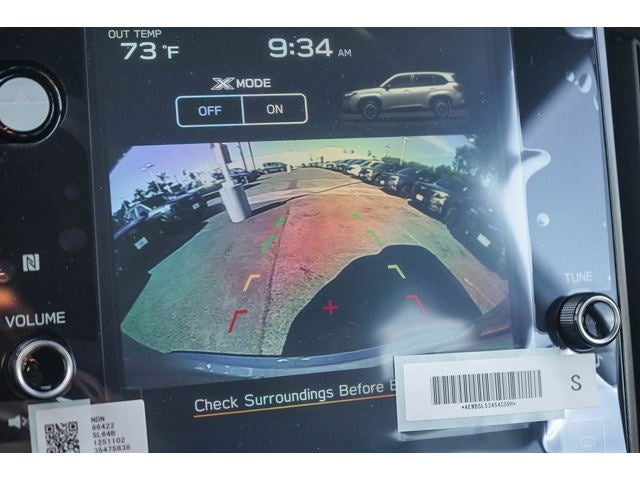 OUT TEMP
73 °F
9:34 AM
X MODE
OFF ON
N
VOLUME
TUNE
Check Surroundings Before B
S
NDN
86422
SL64B
1251102
35475838